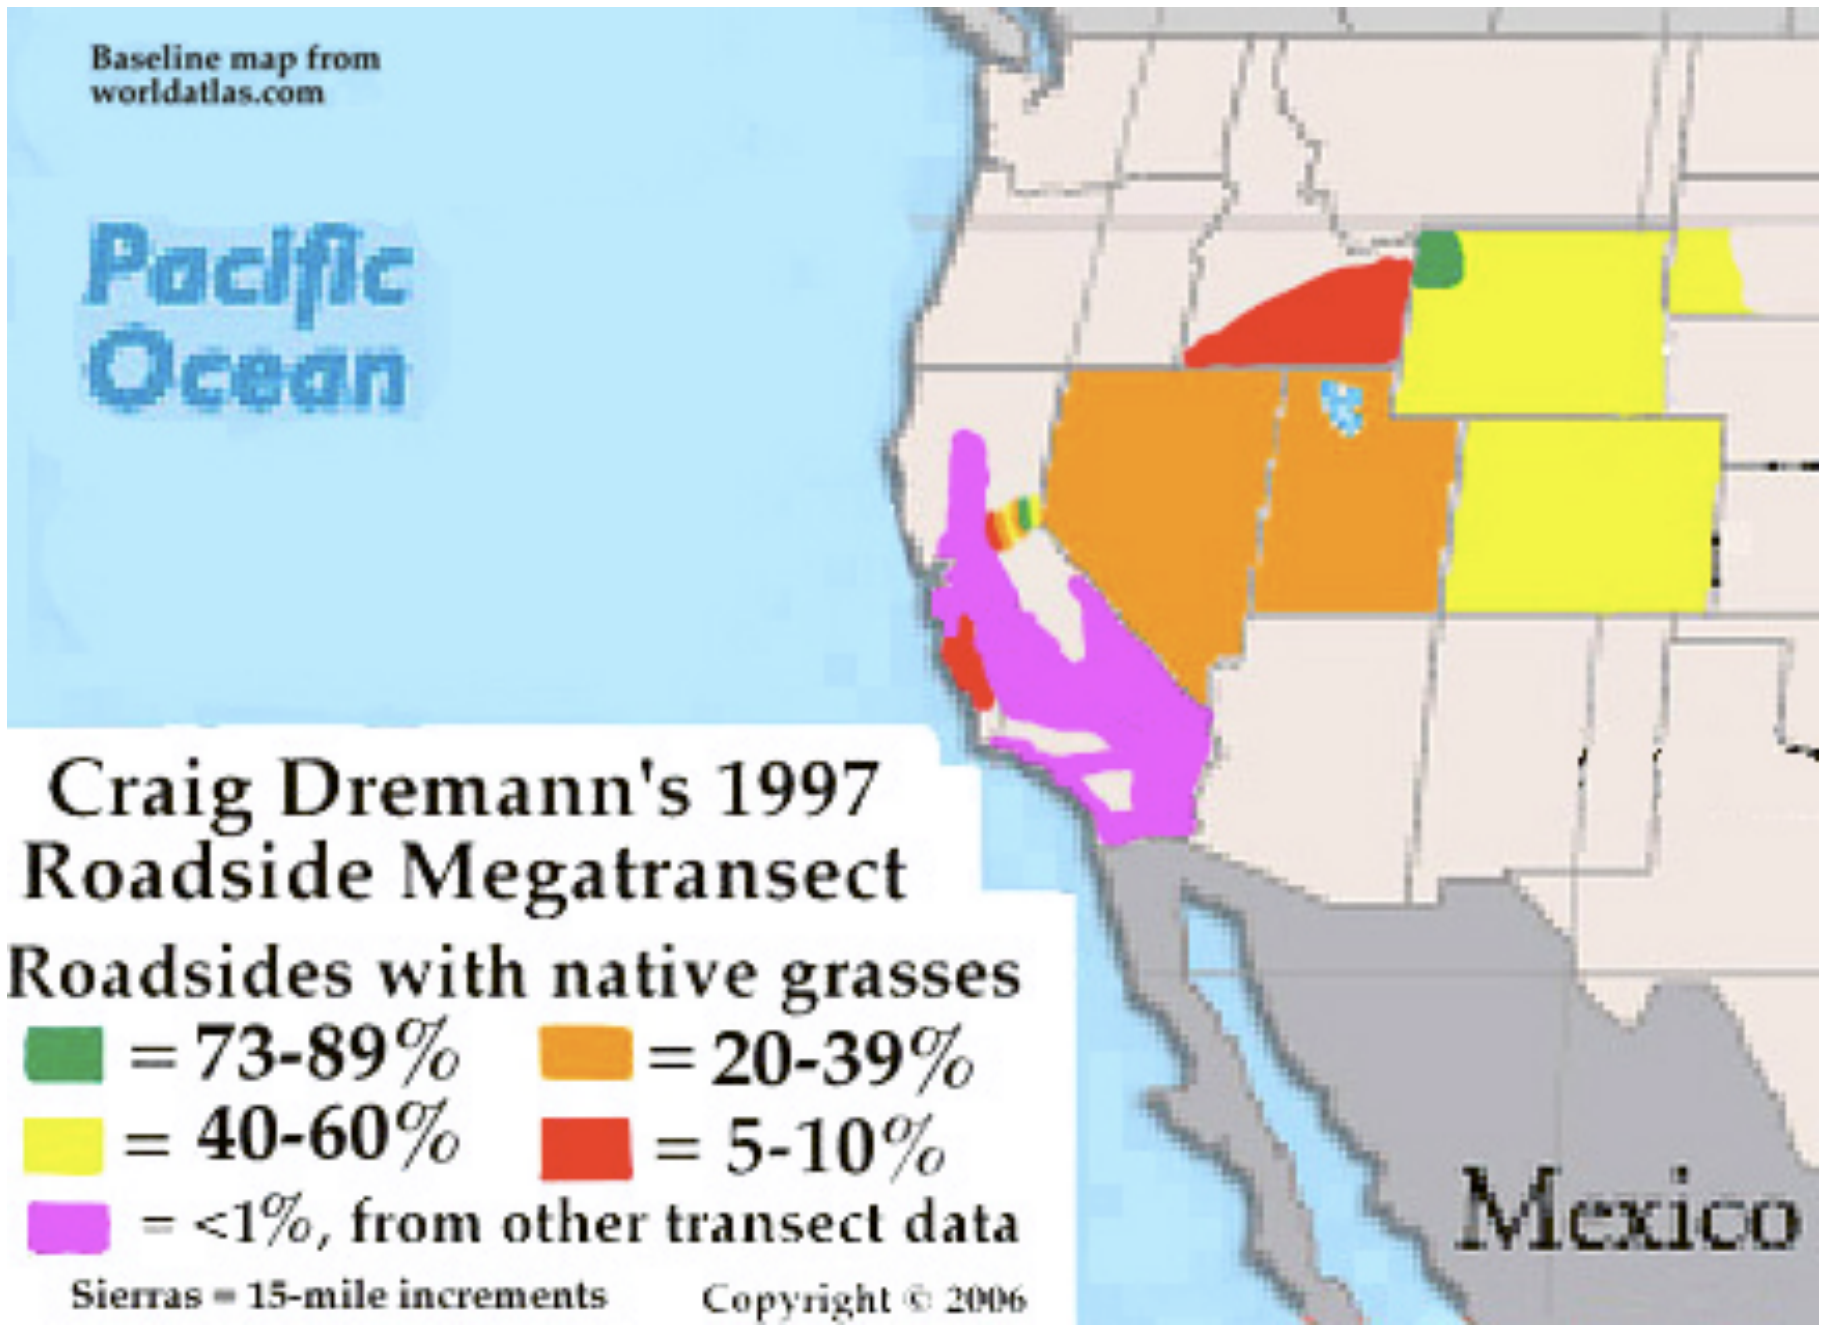 Baseline map from
worldatlas.com
Pacific
Ocean
Craig Dremann's 1997
Roadside Megatransect
Roadsides with native grasses
= 73-89%
= 20-39%
= 40-60%
= 5-10%
= <1%, from other transect data
Sierras = 15-mile increments
Copyright © 2006
Mexico